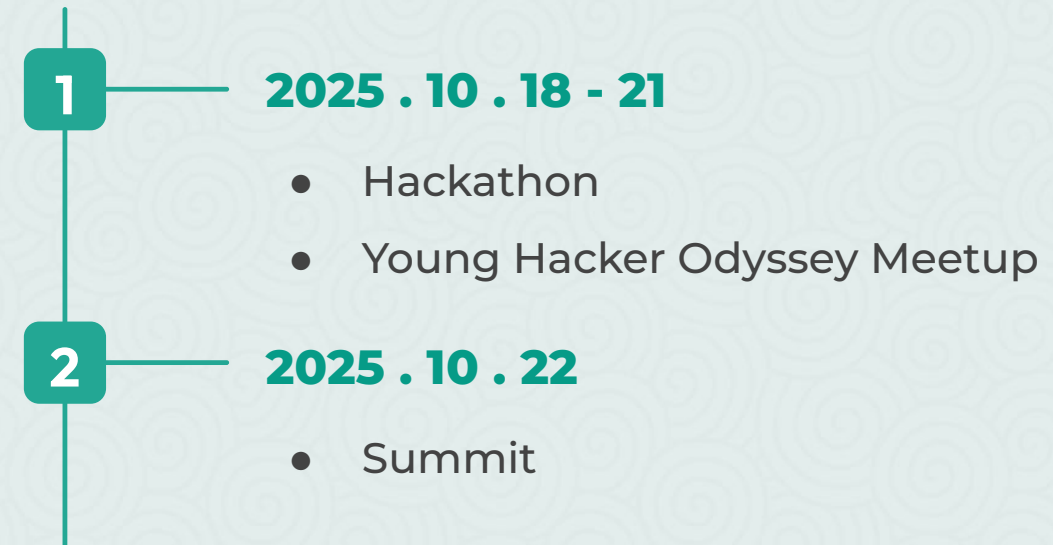 1
2025 . 10 . 18 - 21
● Hackathon
● Young Hacker Odyssey Meetup
2
2025 . 10 . 22
● Summit